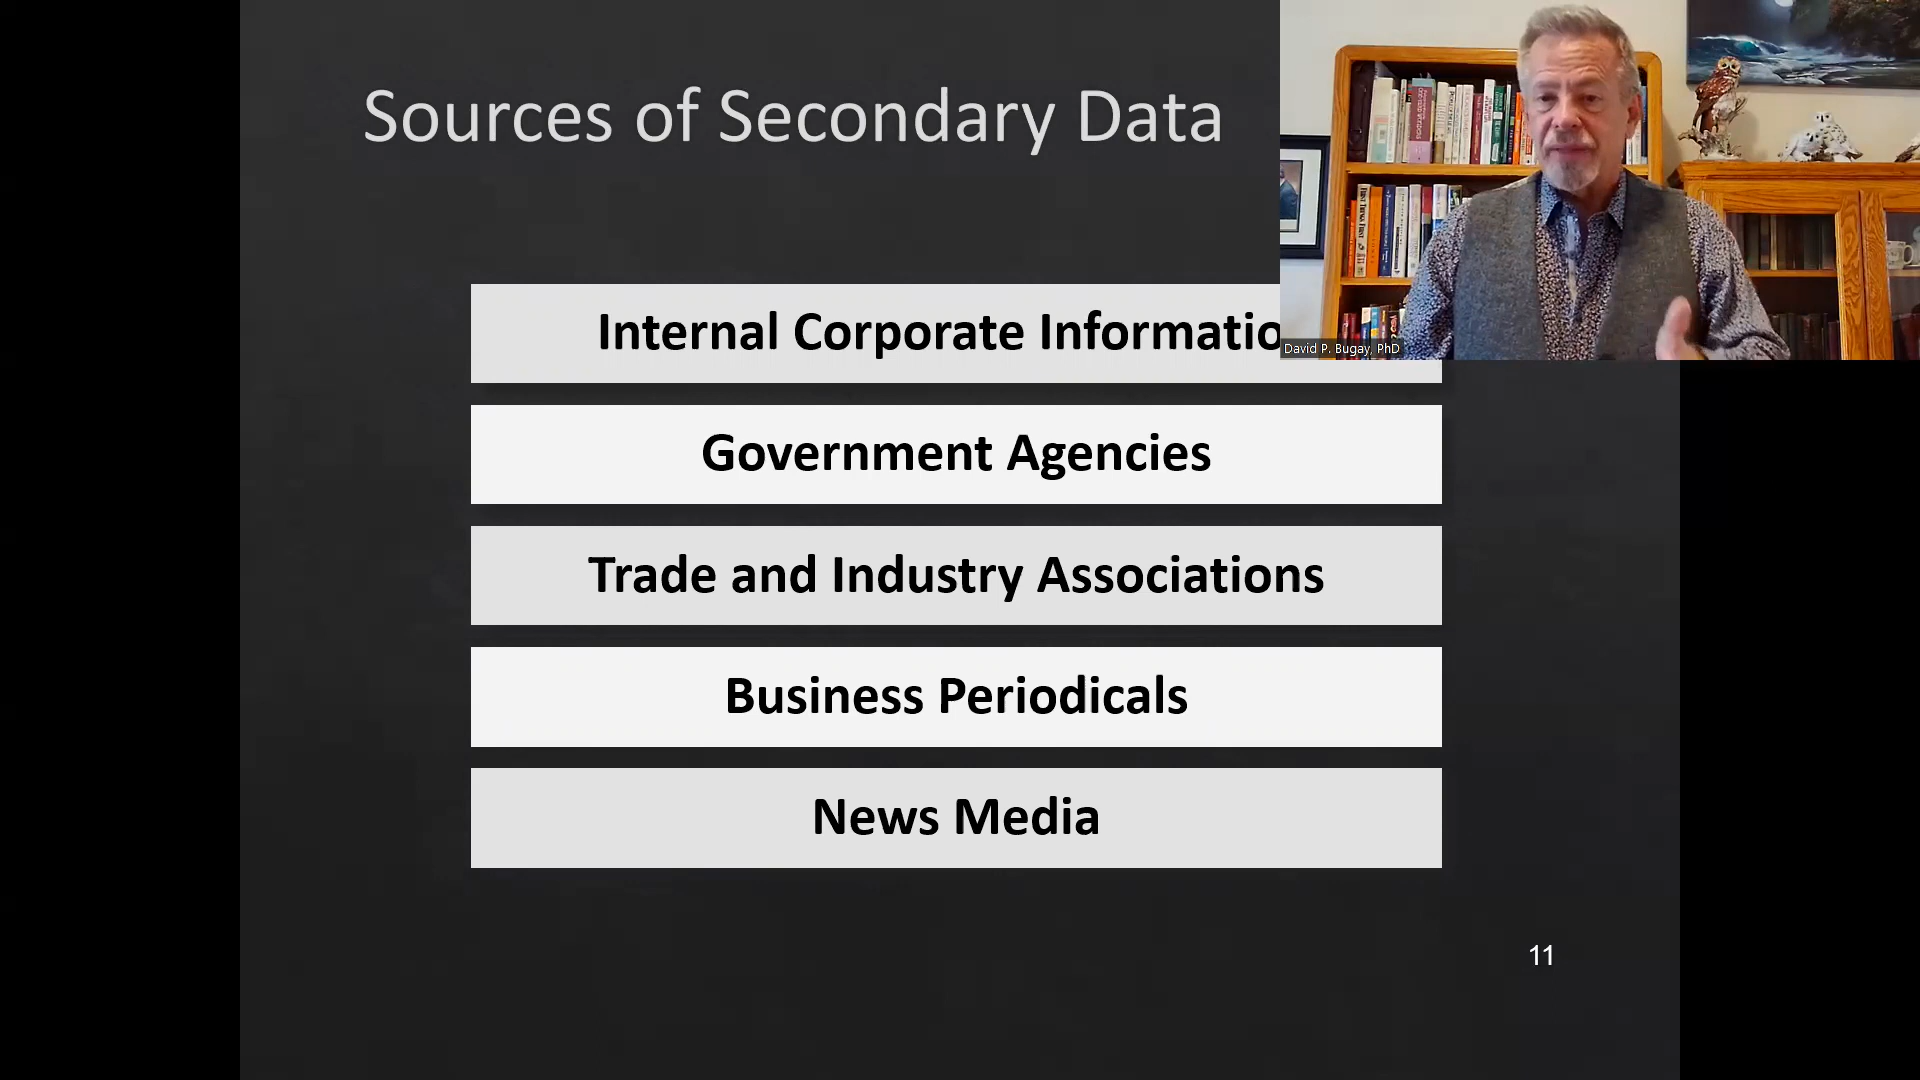 Sources of Secondary Data
Internal Corporate Informatio
David P. Bugay, PhD
Government Agencies
Trade and Industry Associations
Business Periodicals
News Media
11